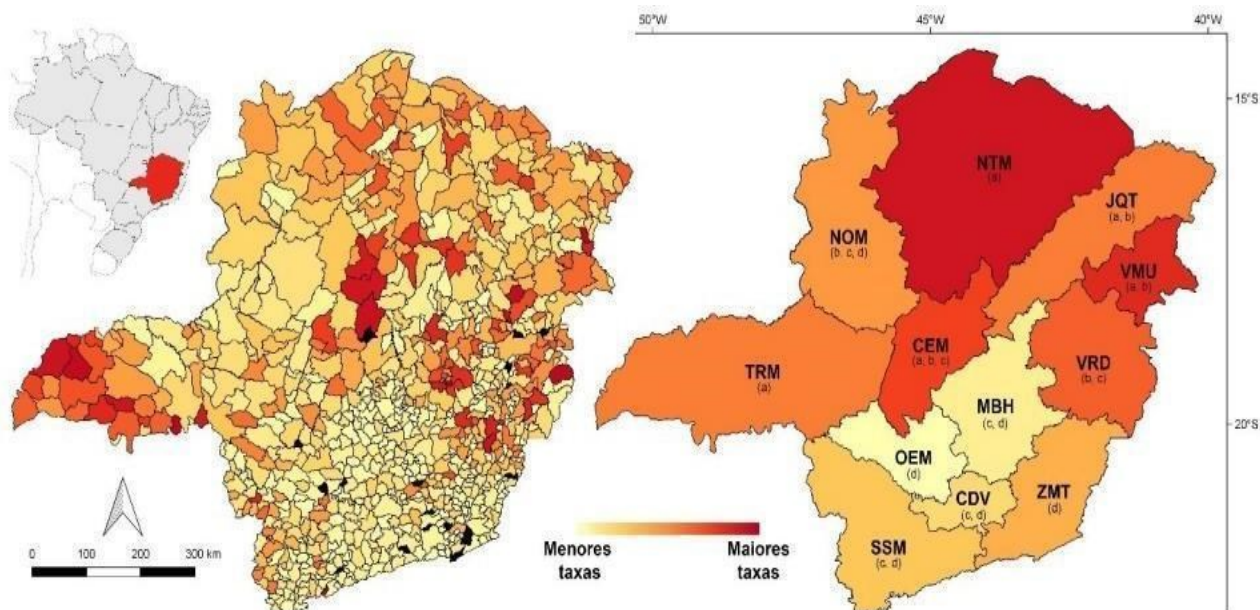 50°W
45°W
40°W
15°S
20°S
NTM
(a)
JQT
(a, b)
NOM
(b, c, d)
VMU
(a, b)
CEM
(a, b, c)
VRD
(b, c)
TRM
(a)
MBH
(c, d)
OEM
(d)
CDV
(c, d)
ZMT
(d)
SSM
(c, d)
0 100 200 300 km
Menores
taxas
Maiores
taxas